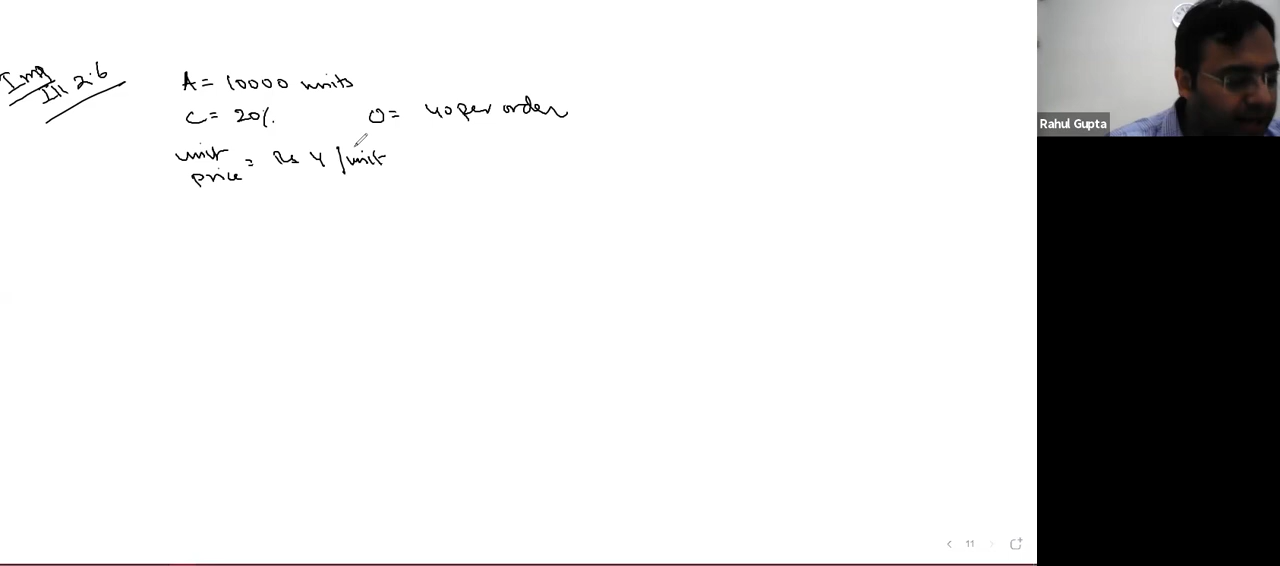 Imp
Ill 2.6
A = 10000 units
C = 20%. O = 40 per order
unit price = Rs 4 /unit
Rahul Gupta
11